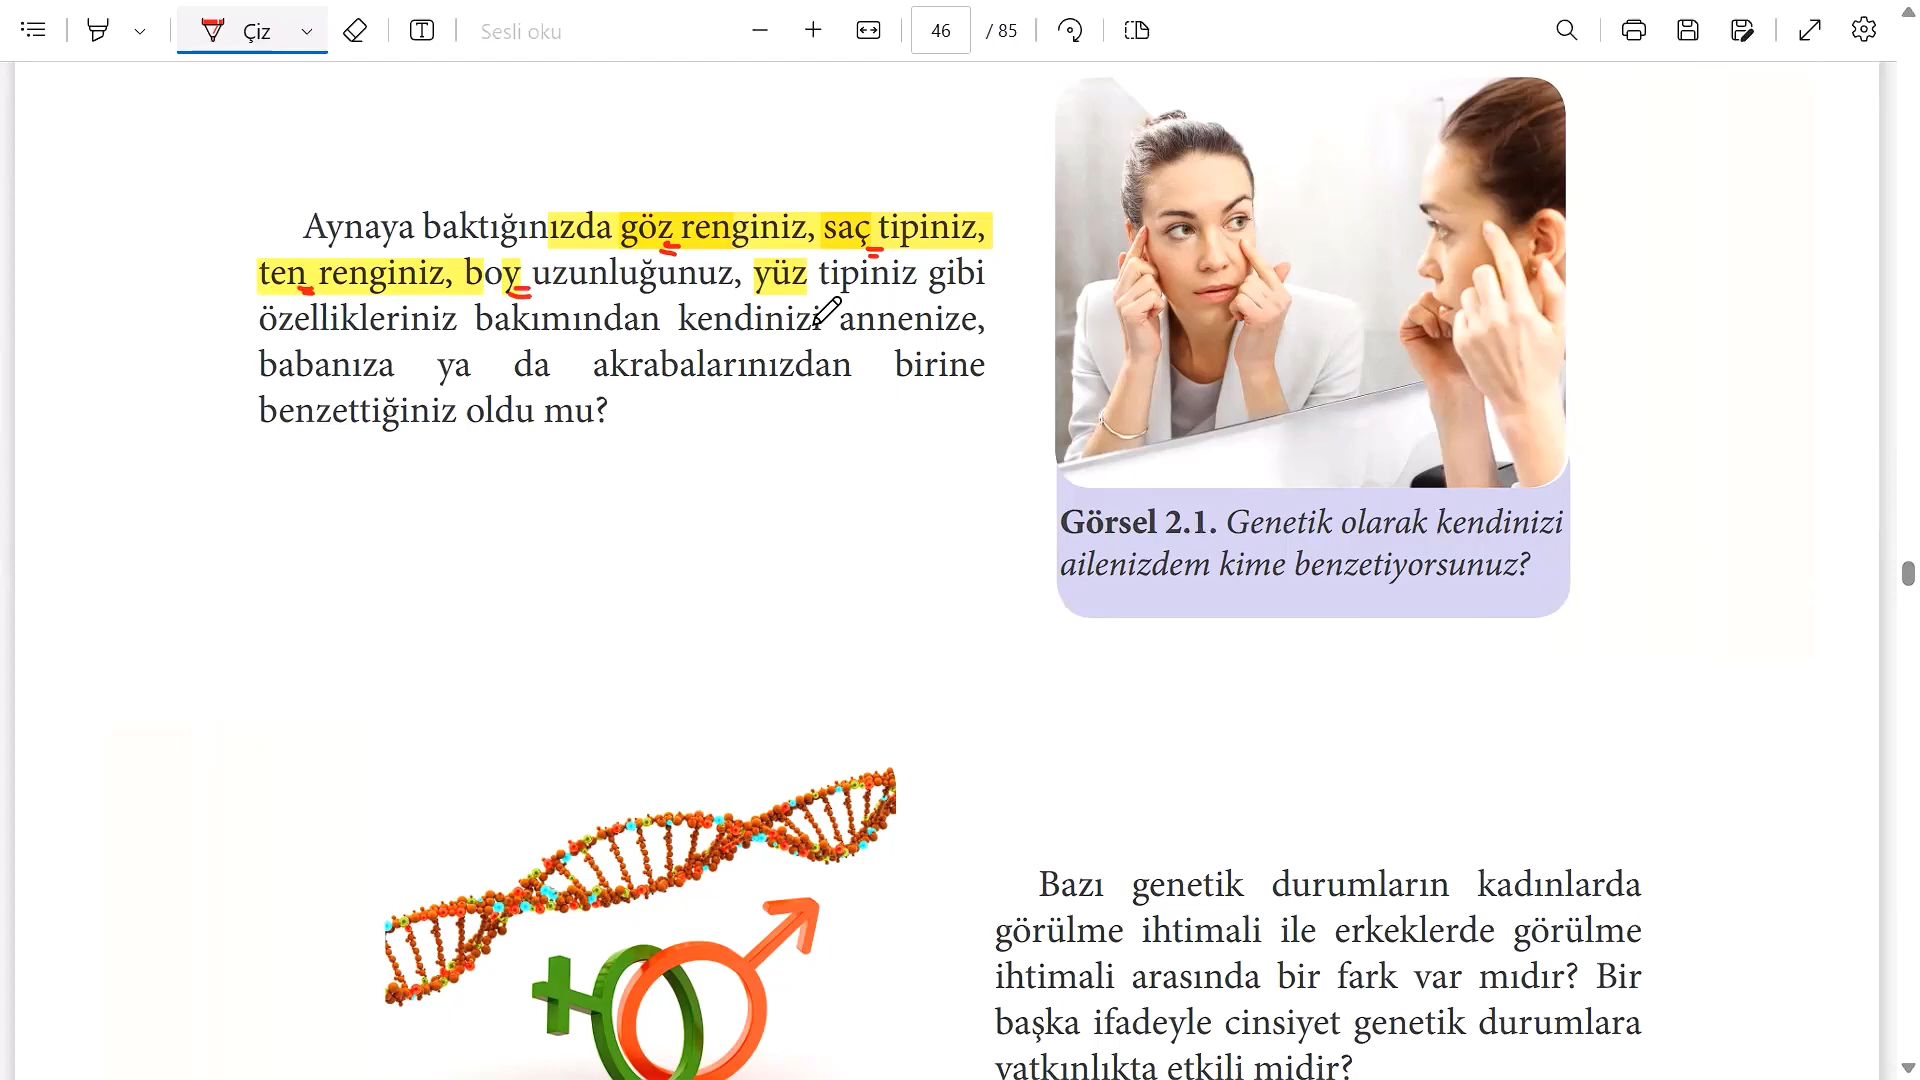 Çiz
Sesli oku
46
/ 85
Aynaya baktığınızda göz renginiz, saç tipiniz,
ten renginiz, boy uzunluğunuz, yüz tipiniz gibi
özellikleriniz bakımından kendinizi annenize,
babanıza ya da akrabalarınızdan birine
benzettiğiniz oldu mu?
Görsel 2.1. Genetik olarak kendinizi
ailenizdem kime benzetiyorsunuz?
Bazı genetik durumların kadınlarda
görülme ihtimali ile erkeklerde görülme
ihtimali arasında bir fark var mıdır? Bir
başka ifadeyle cinsiyet genetik durumlara
yatkınlıkta etkili midir?